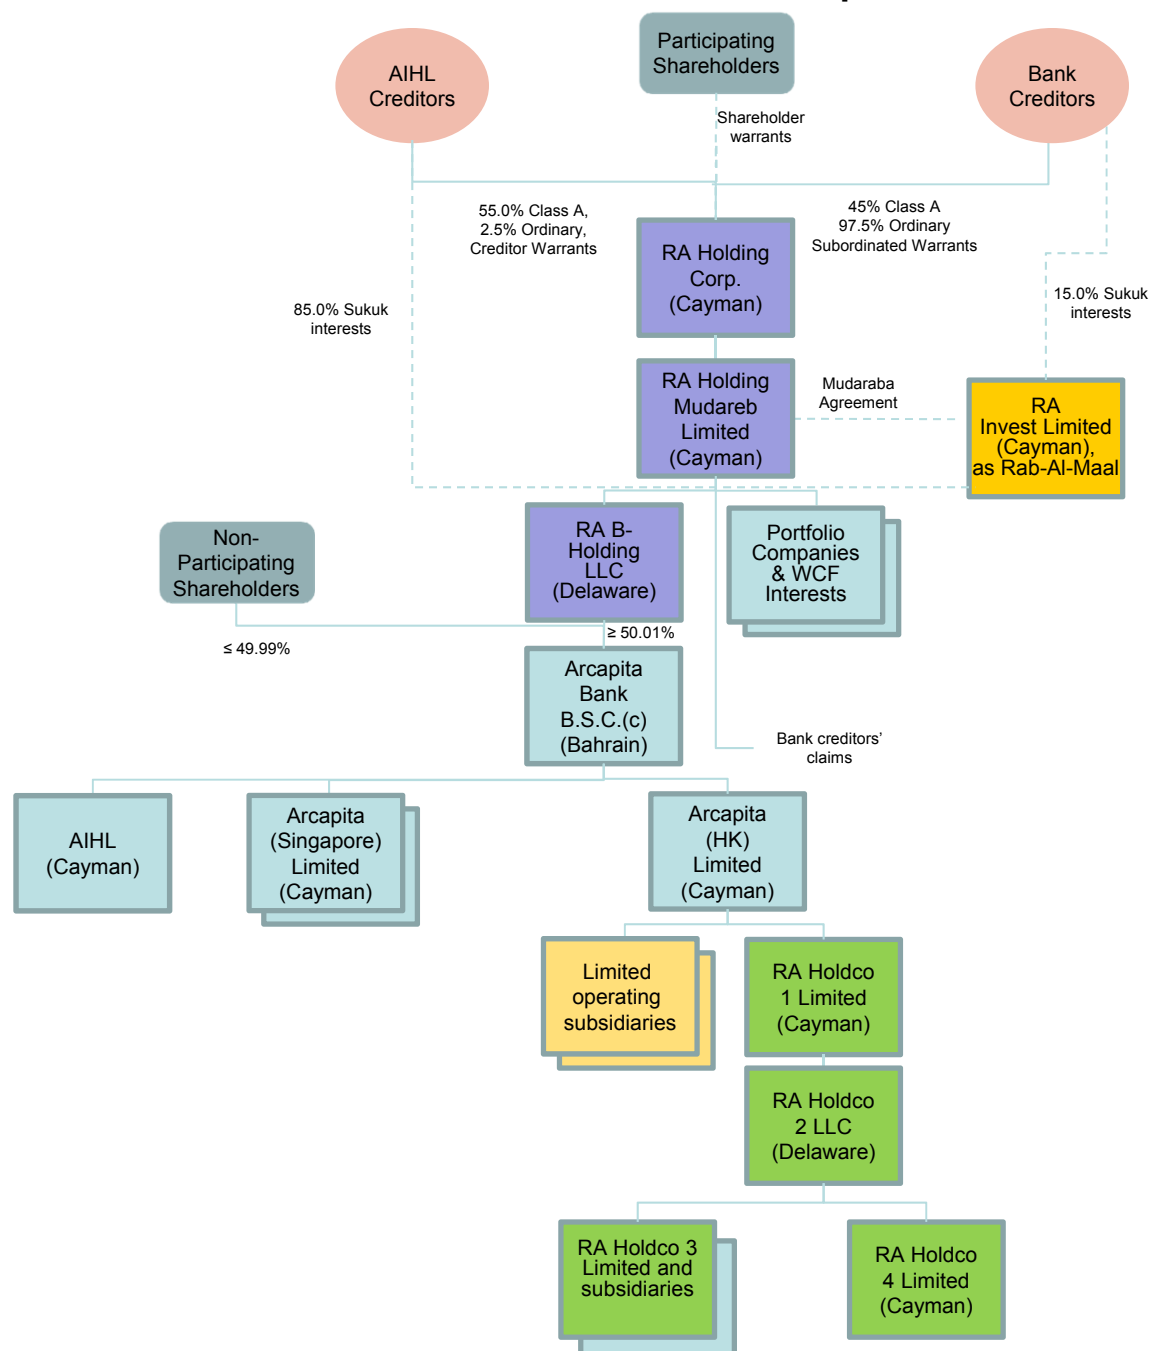 Participating
Shareholders
AIHL
Creditors
Bank
Creditors
Shareholder
warrants
55.0% Class A,
2.5% Ordinary,
Creditor Warrants
45% Class A
97.5% Ordinary
Subordinated Warrants
RA Holding
Corp.
(Cayman)
85.0% Sukuk
interests
15.0% Sukuk
interests
RA Holding
Mudareb
Limited
(Cayman)
Mudaraba
Agreement
RA
Invest Limited
(Cayman),
as Rab-Al-Maal
Non-
Participating
Shareholders
RA B-
Holding
LLC
(Delaware)
Portfolio
Companies
& WCF
Interests
≤ 49.99%
≥ 50.01%
Arcapita
Bank
B.S.C.(c)
(Bahrain)
Bank creditors’
claims
AIHL
(Cayman)
Arcapita
(Singapore)
Limited
(Cayman)
Arcapita
(HK)
Limited
(Cayman)
Limited
operating
subsidiaries
RA Holdco
1 Limited
(Cayman)
RA Holdco
2 LLC
(Delaware)
RA Holdco 3
Limited and
subsidiaries
RA Holdco
4 Limited
(Cayman)